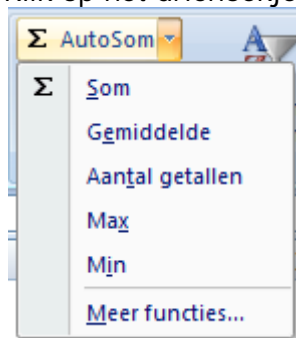 Σ AutoSom
Σ Som
Gemiddelde
Aantal getallen
Max
Min
Meer functies...